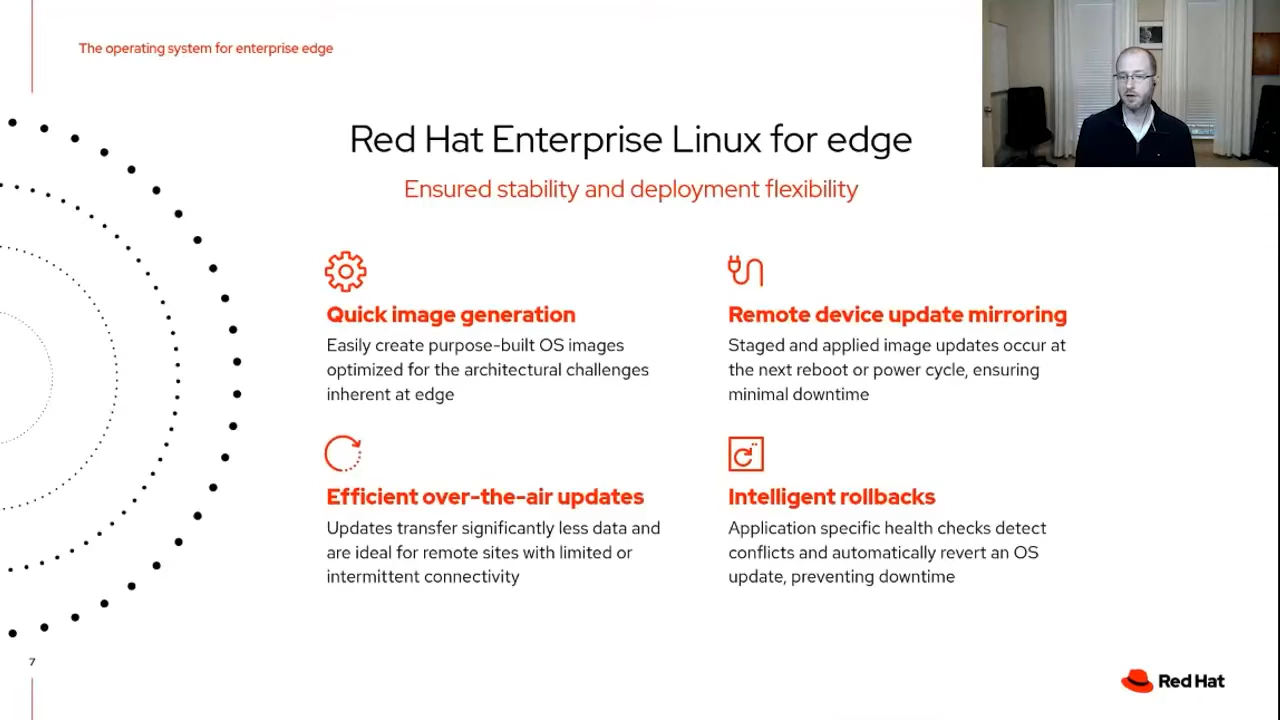 The operating system for enterprise edge
Red Hat Enterprise Linux for edge
Ensured stability and deployment flexibility
Quick image generation
Easily create purpose-built OS images
optimized for the architectural challenges
inherent at edge
Remote device update mirroring
Staged and applied image updates occur at
the next reboot or power cycle, ensuring
minimal downtime
Efficient over-the-air updates
Updates transfer significantly less data and
are ideal for remote sites with limited or
intermittent connectivity
Intelligent rollbacks
Application specific health checks detect
conflicts and automatically revert an OS
update, preventing downtime
7
Red Hat